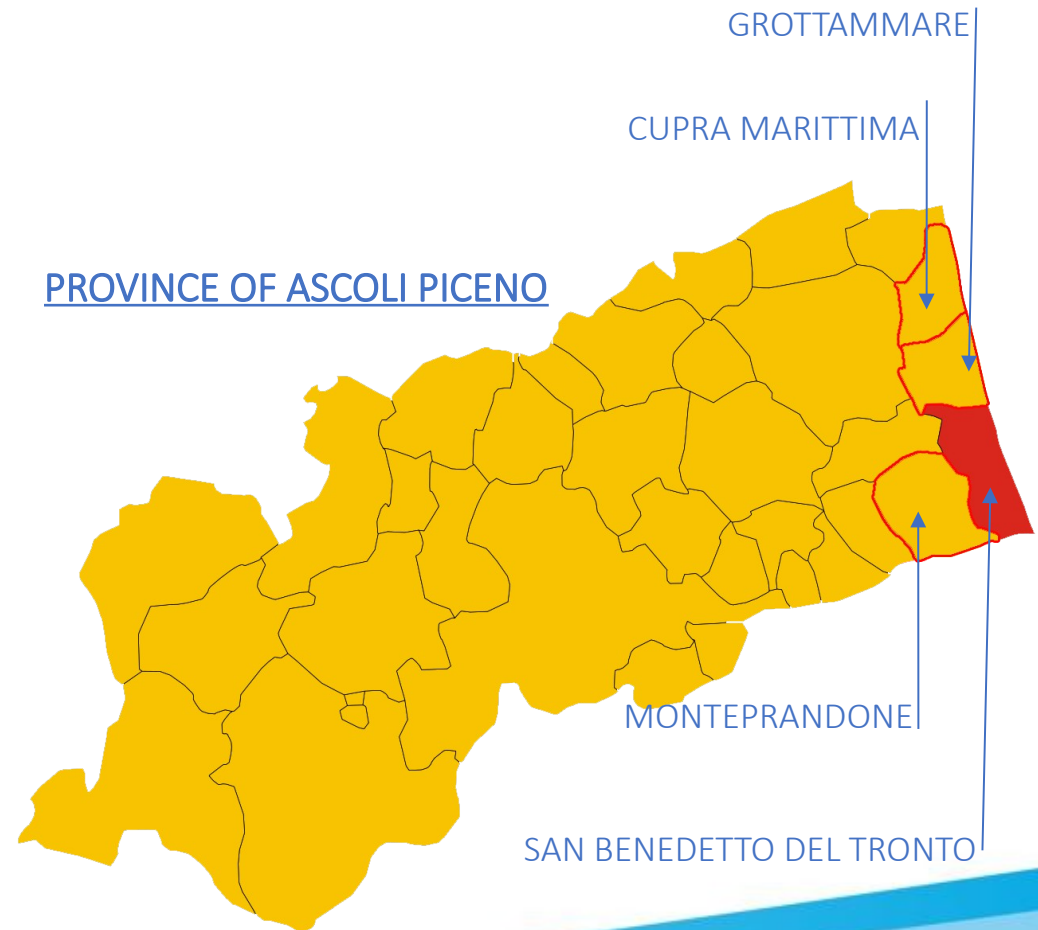 GROTTAMMARE
CUPRA MARITTIMA
PROVINCE OF ASCOLI PICENO
MONTEPRANDONE
SAN BENEDETTO DEL TRONTO